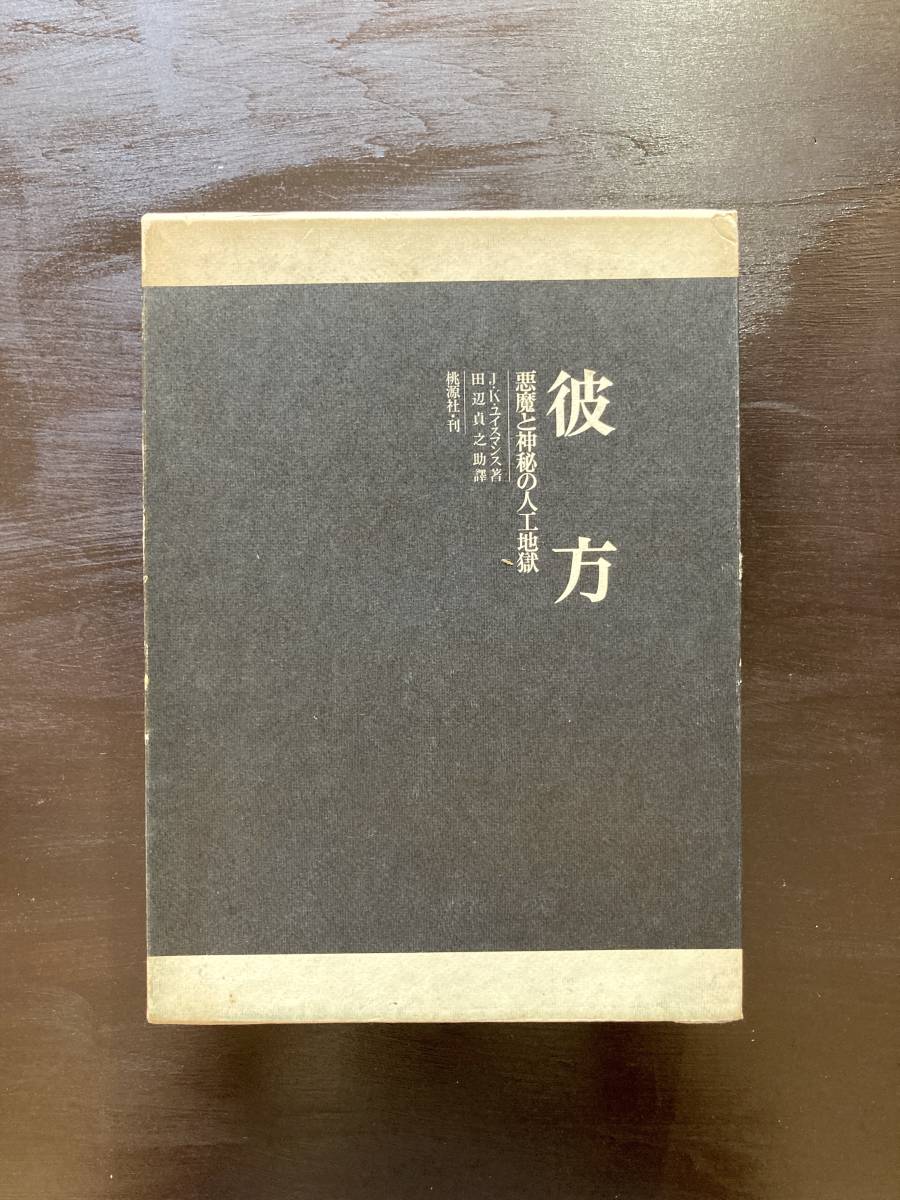 彼方
悪魔と神秘の人工地獄
J・K・ユイスマンス著
田辺貞之助譯
桃源社・刊